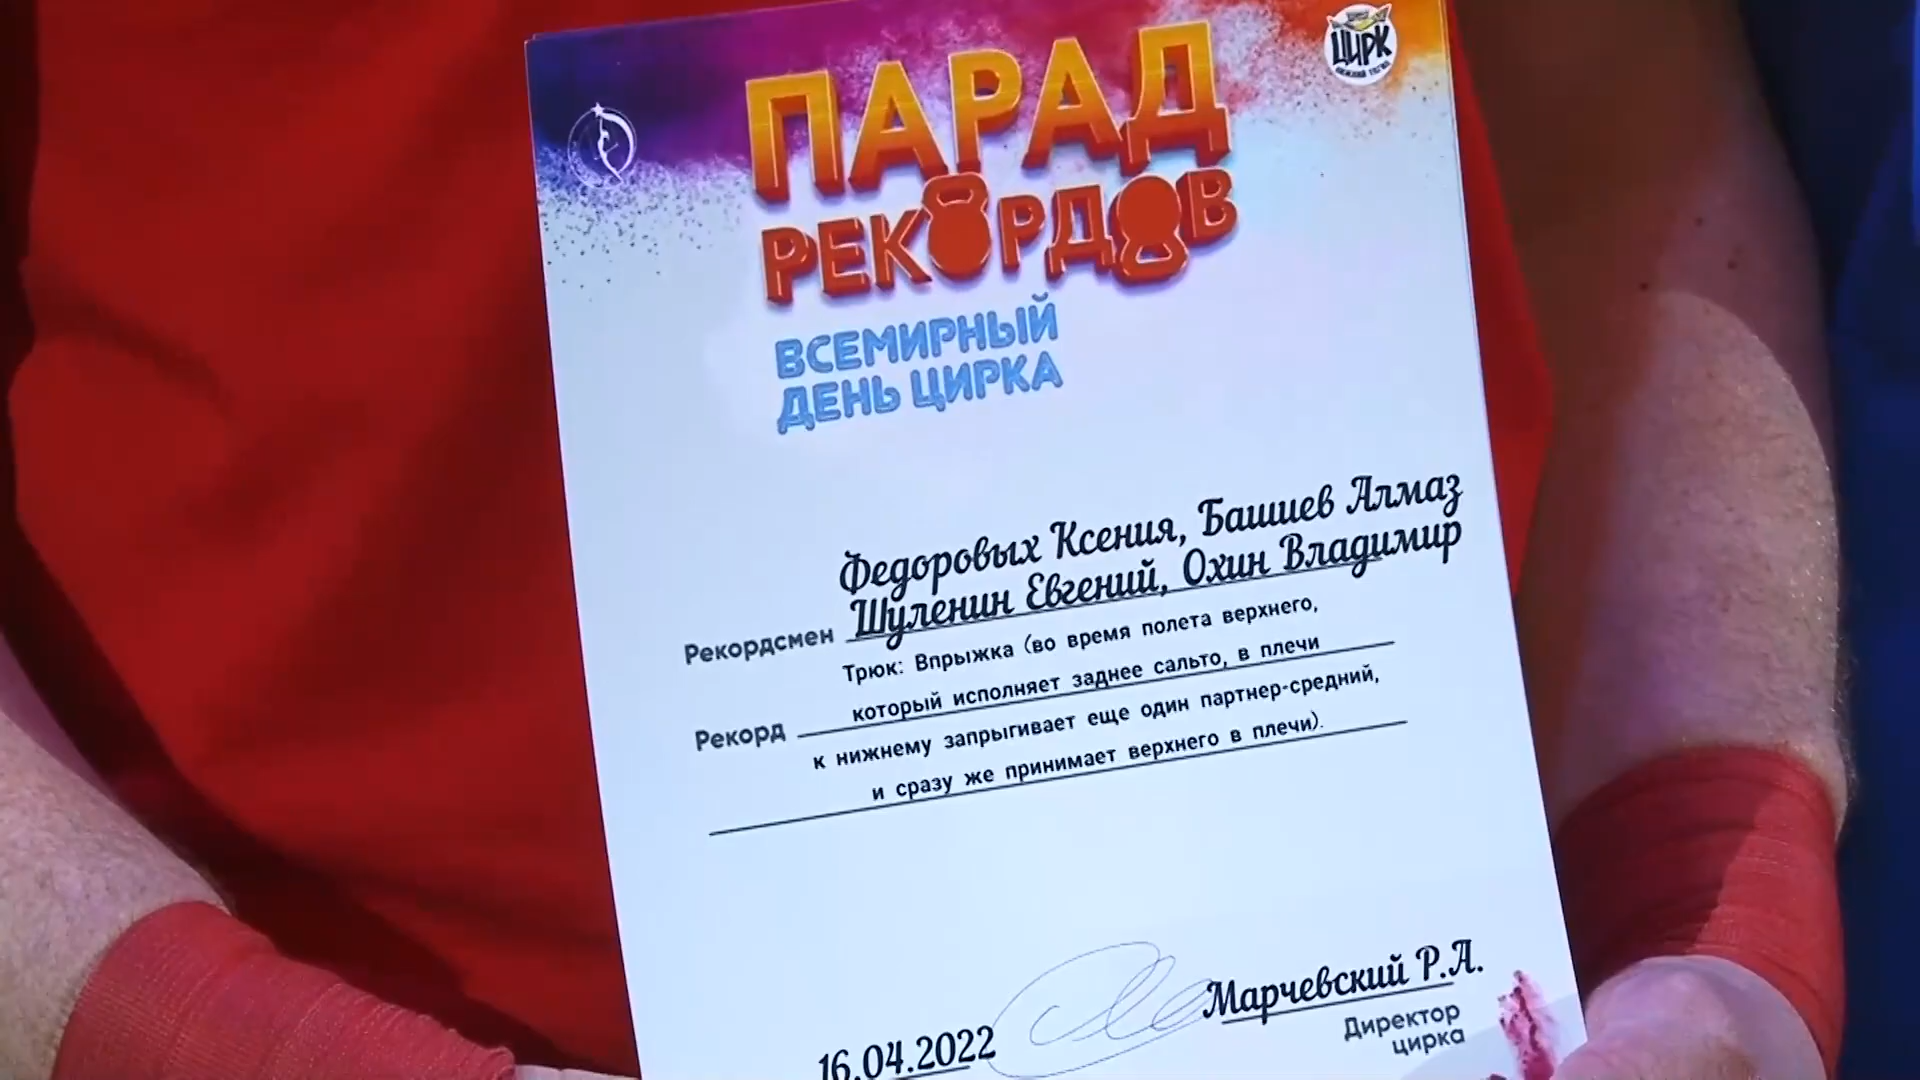 ЦИРК
НИЖНИЙ ТАГИЛ
ПАРАД
РЕКОРДОВ
ВСЕМИРНЫЙ
ДЕНЬ ЦИРКА
Федоровых Ксения, Башиев Алмаз
Шуленин Евгений, Охин Владимир
Рекордсмен
Трюк: Впрыжка (во время полета верхнего,
который исполняет заднее сальто, в плечи
Рекорд
к нижнему запрыгивает еще один партнер-средний,
и сразу же принимает верхнего в плечи).
16.04.2022
Марчевский Р.А.
Директор
цирка